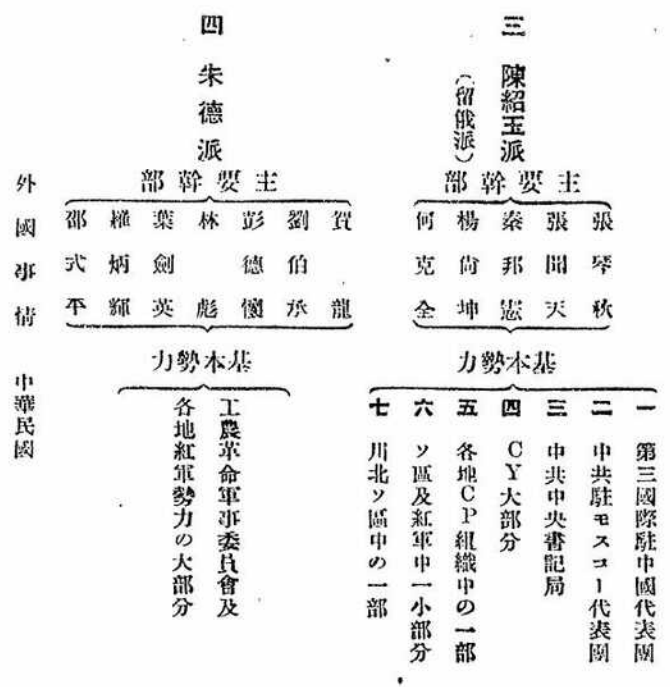 三 陳紹玉派
(留俄派)
主要幹部
張琴秋
張聞天
秦邦憲
楊尙坤
何克全
基本勢力
一 第三國際駐中國代表團
二 中共駐モスコー代表團
三 中共中央書記局
四 CY大部分
五 各地CP組織中の一部
六 ソ區及紅軍中一小部分
七 川北ソ區中の一部
四 朱德派
主要幹部
賀龍
劉伯承
彭德懷
林彪
葉劍英
羅炳輝
邵式平
基本勢力
工農革命軍事委員會及
各地紅軍勢力の大部分
外國事情 中華民國